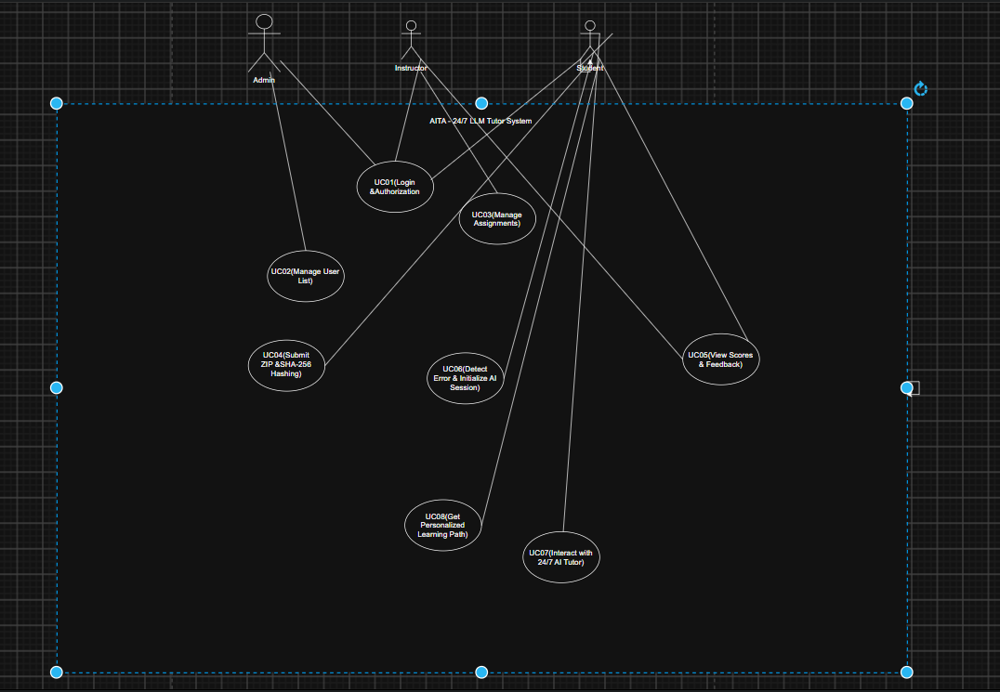 Admin
Instructor
Student
AITA - 24/7 LLM Tutor System
UC01(Login
&Authorization
UC03(Manage
Assignments)
UC02(Manage User
List)
UC04(Submit
ZIP &SHA-256
Hashing)
UC06(Detect
Error & Initialize AI
Session)
UC05(View Scores
& Feedback)
UC08(Get
Personalized
Learning Path)
UC07(Interact with
24/7 AI Tutor)